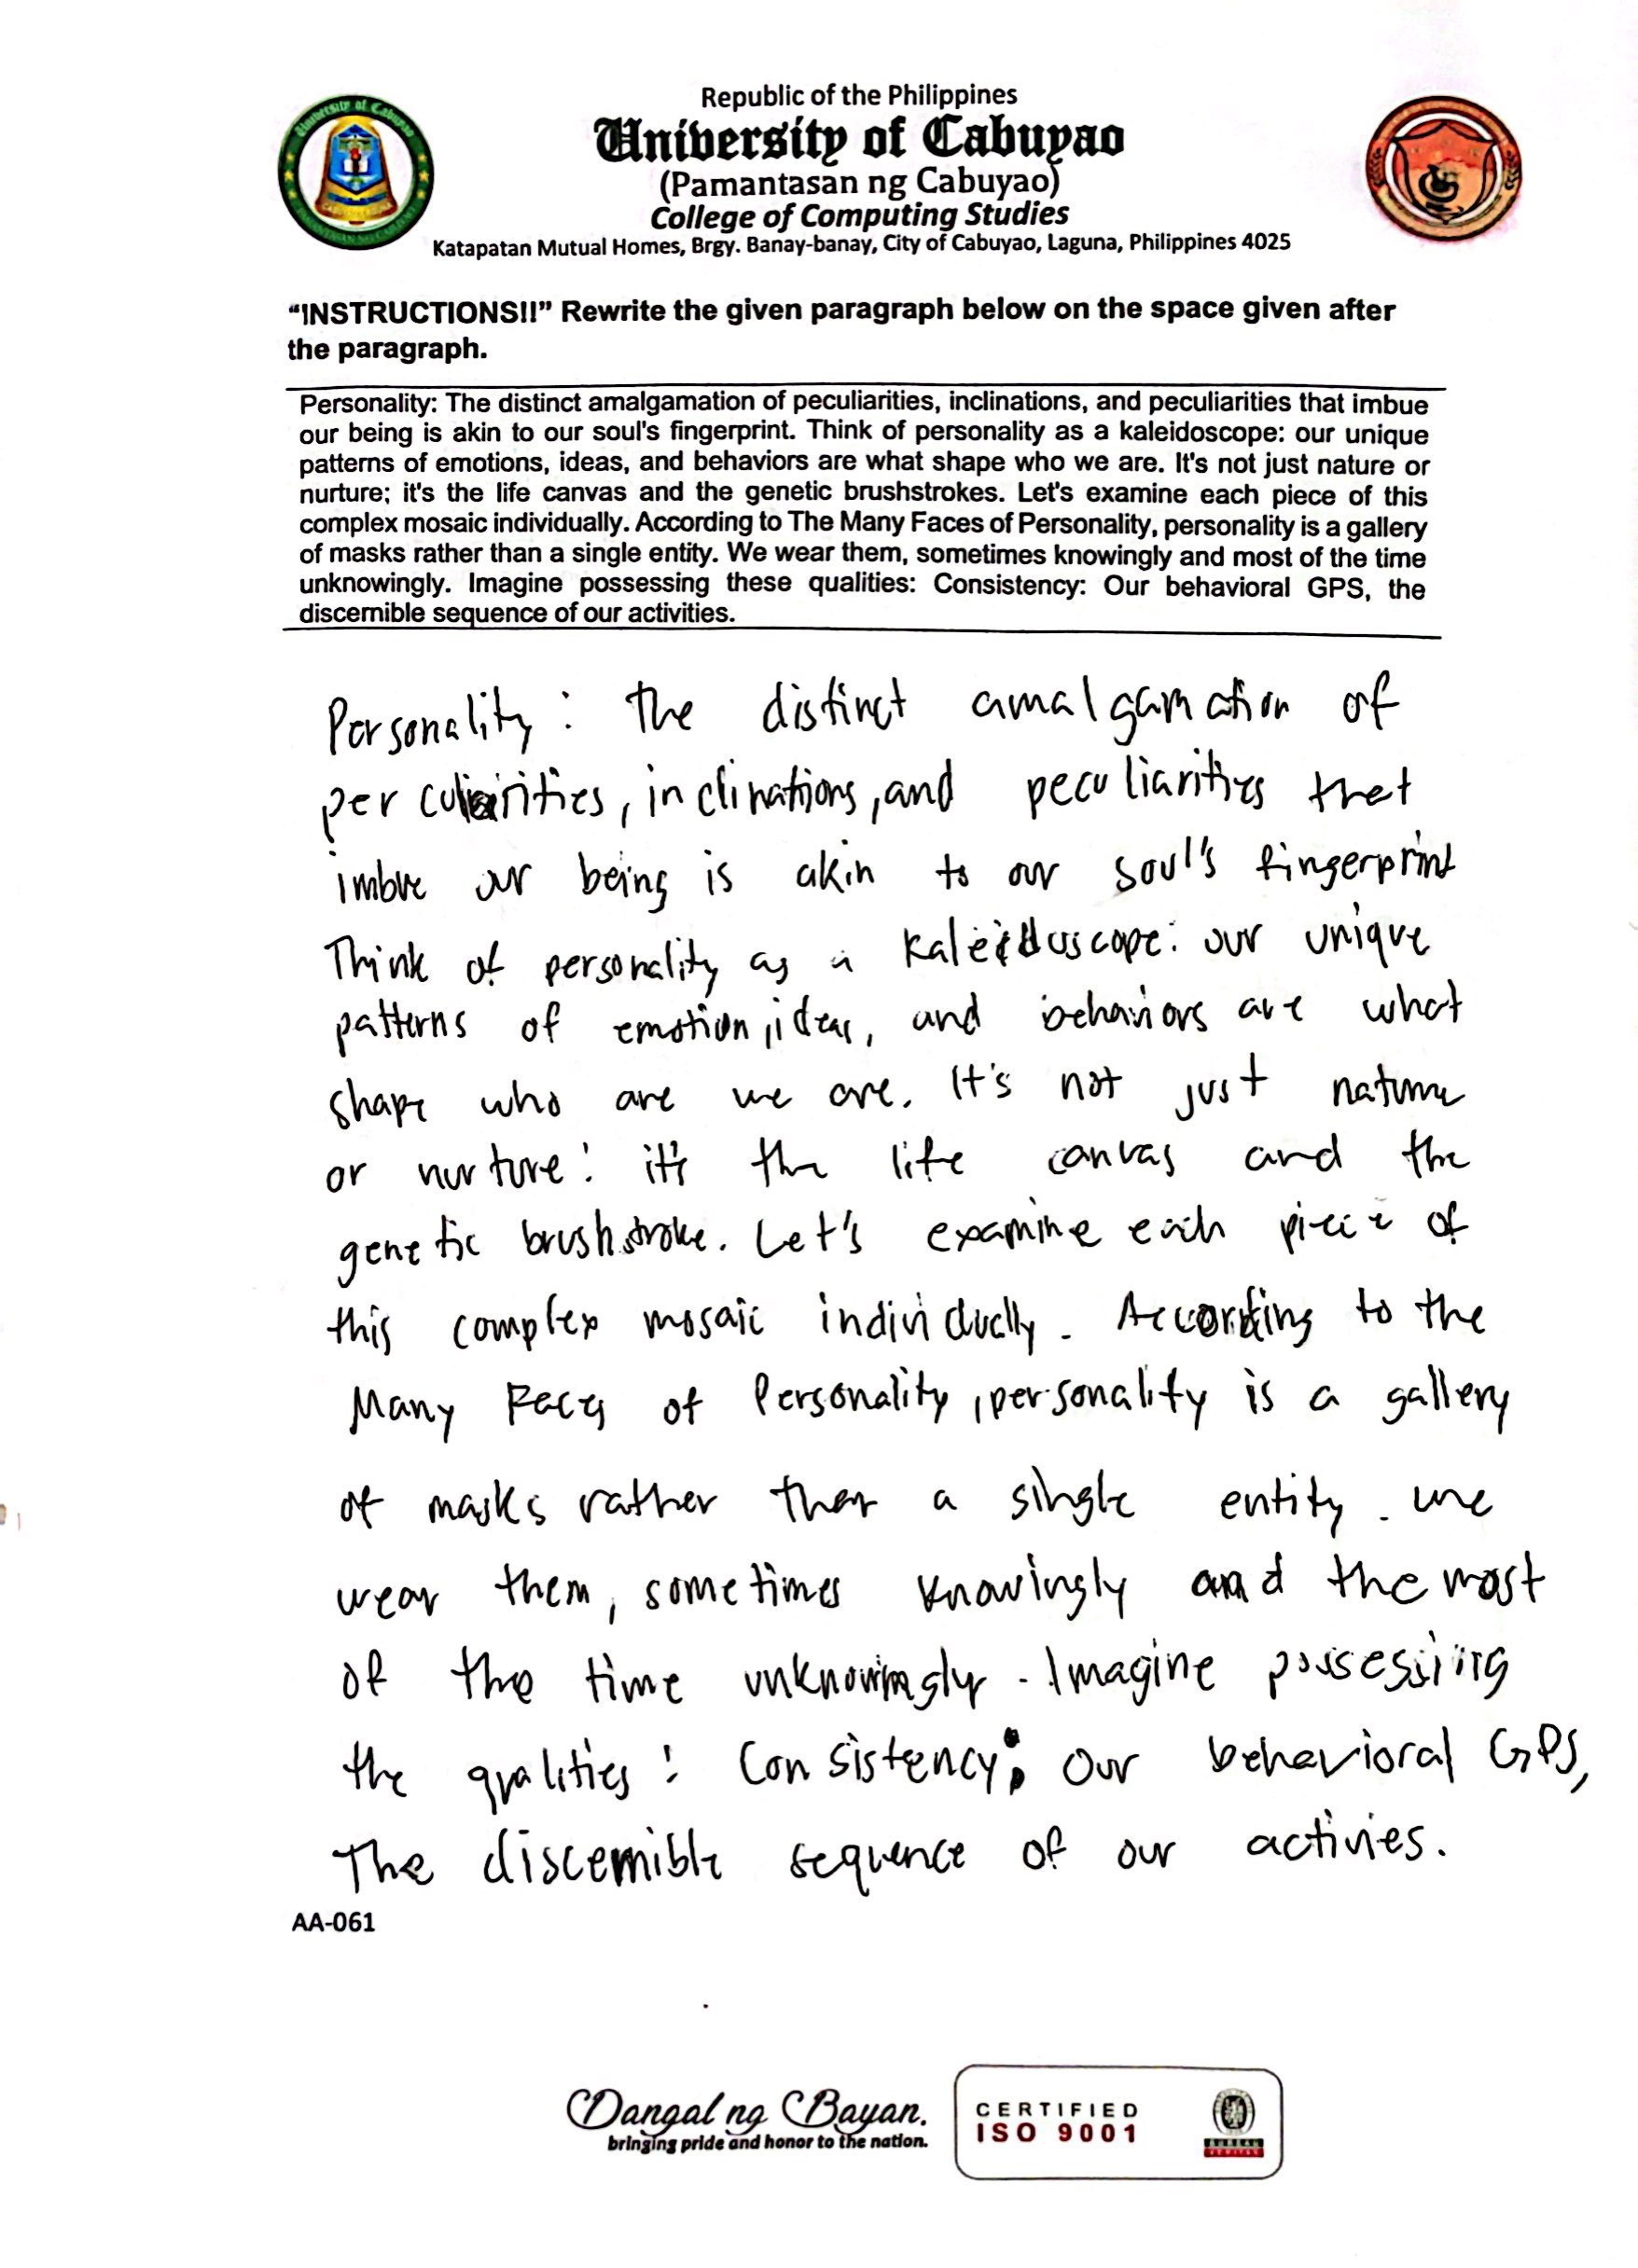 Republic of the Philippines
University of Cabuyao
(Pamantasan ng Cabuyao)
College of Computing Studies
Katapatan Mutual Homes, Brgy. Banay-banay, City of Cabuyao, Laguna, Philippines 4025
“INSTRUCTIONS!!” Rewrite the given paragraph below on the space given after
the paragraph.
Personality: The distinct amalgamation of peculiarities, inclinations, and peculiarities that imbue
our being is akin to our soul's fingerprint. Think of personality as a kaleidoscope: our unique
patterns of emotions, ideas, and behaviors are what shape who we are. It's not just nature or
nurture; it's the life canvas and the genetic brushstrokes. Let's examine each piece of this
complex mosaic individually. According to The Many Faces of Personality, personality is a gallery
of masks rather than a single entity. We wear them, sometimes knowingly and most of the time
unknowingly. Imagine possessing these qualities: Consistency: Our behavioral GPS, the
discernible sequence of our activities.
Personality : The distinct amalgamation of
perculiarities, inclinations, and peculiarities that
imbue our being is akin to our soul's fingerprint
Think of personality as a kaleidoscope: our unique
patterns of emotion, ideas, and behaviors are what
shape who are we are. It's not just nature
or nurture: it's the life canvas and the
genetic brushstroke. Let's examine each piece of
this complex mosaic individually. According to the
Many Faces of Personality, personality is a gallery
of masks rather than a single entity. we
wear them, sometimes knowingly and the most
of the time unknowingly. Imagine possessing
the qualities: Consistency; Our behavioral GPS,
The discernible sequence of our activies.
AA-061
Dangal ng Bayan.
bringing pride and honor to the nation.
CERTIFIED
ISO 9001
BUREAU
VERITAS